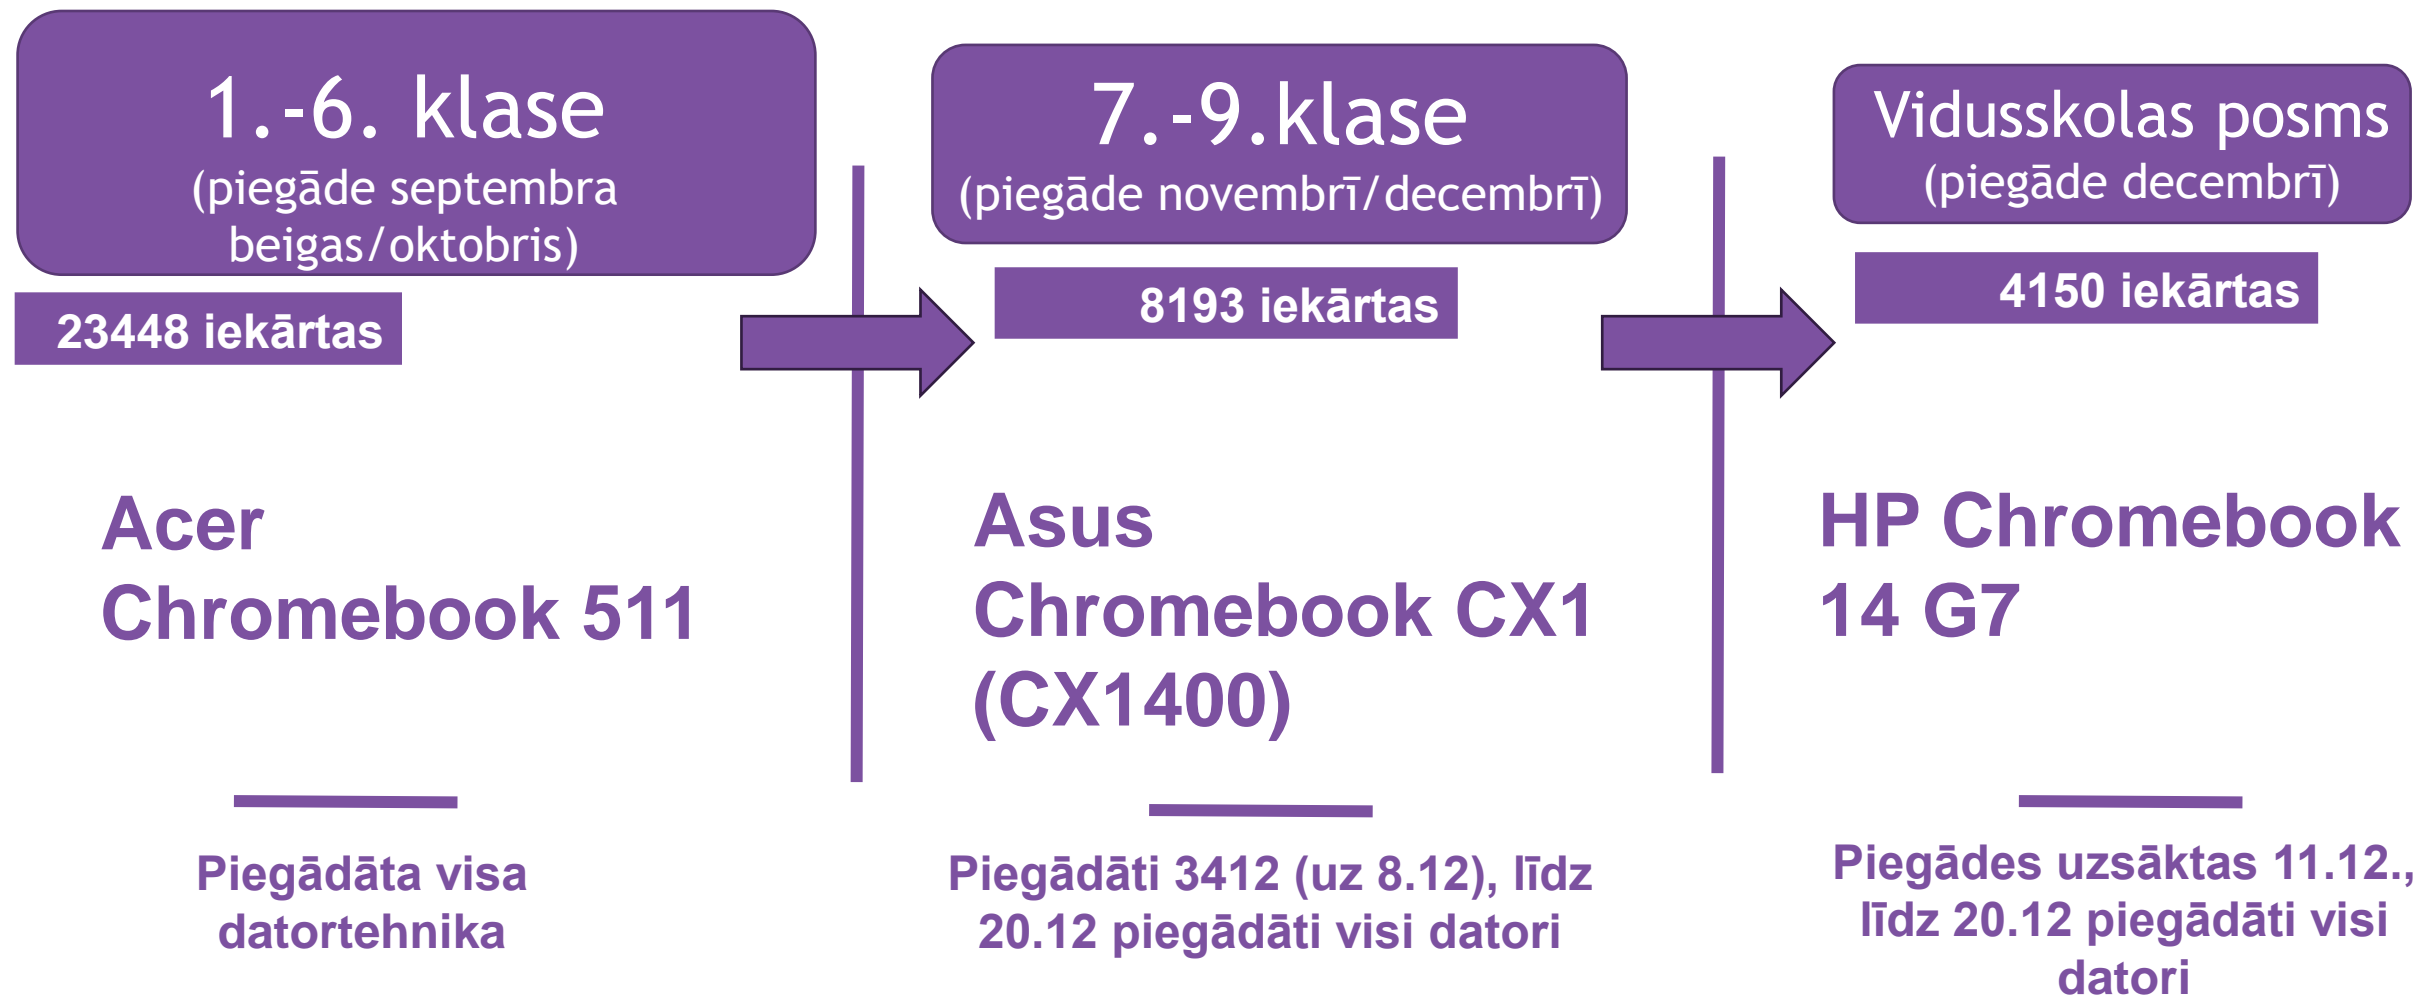 1.-6. klase
(piegāde septembra
beigas/oktobris)
23448 iekārtas
Acer
Chromebook 511
Piegādāta visa
datortehnika
7.-9.klase
(piegāde novembrī/decembrī)
8193 iekārtas
Asus
Chromebook CX1
(CX1400)
Piegādāti 3412 (uz 8.12), līdz
20.12 piegādāti visi datori
Vidusskolas posms
(piegāde decembrī)
4150 iekārtas
HP Chromebook
14 G7
Piegādes uzsāktas 11.12.,
līdz 20.12 piegādāti visi
datori